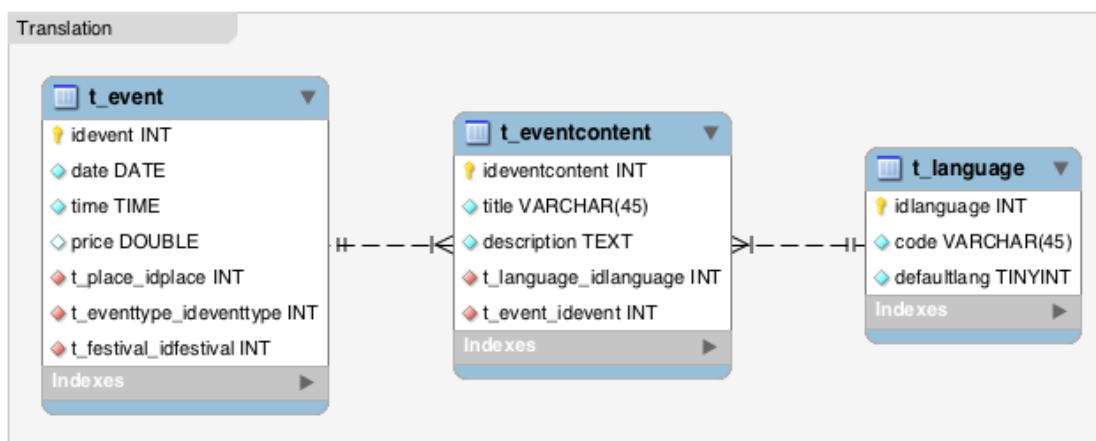 Translation
t_event
idevent INT
date DATE
time TIME
price DOUBLE
t_place_idplace INT
t_eventtype_ideventtype INT
t_festival_idfestival INT
Indexes
t_eventcontent
ideventcontent INT
title VARCHAR(45)
description TEXT
t_language_idlanguage INT
t_event_idevent INT
Indexes
t_language
idlanguage INT
code VARCHAR(45)
defaultlang TINYINT
Indexes